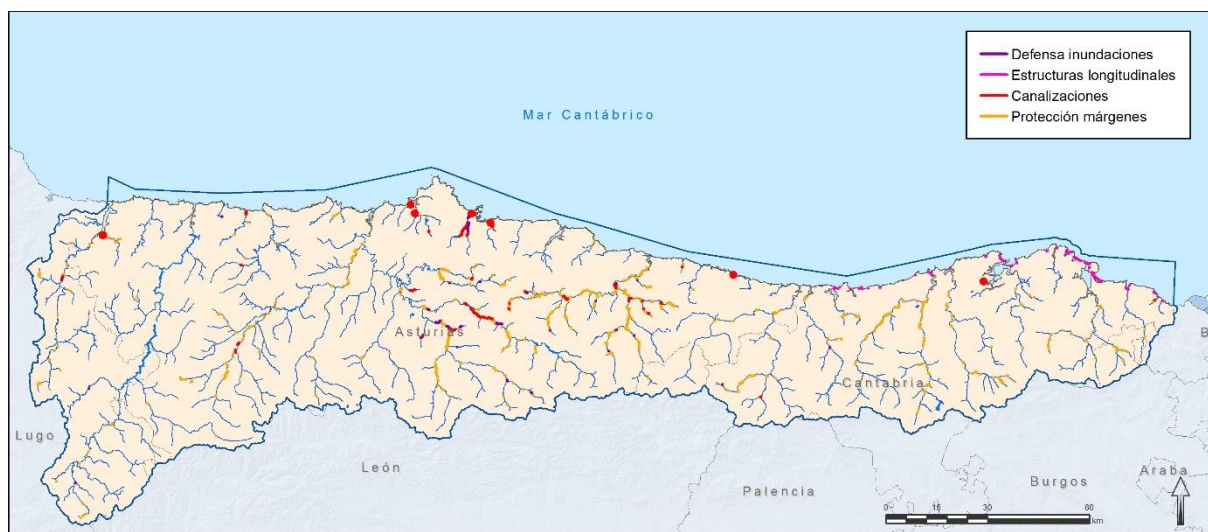 Defensa inundaciones
Estructuras longitudinales
Canalizaciones
Protección márgenes
Mar Cantábrico
Asturias
Cantabria
Lugo
León
Palencia
Burgos
Araba
B
0 16 30 60
km